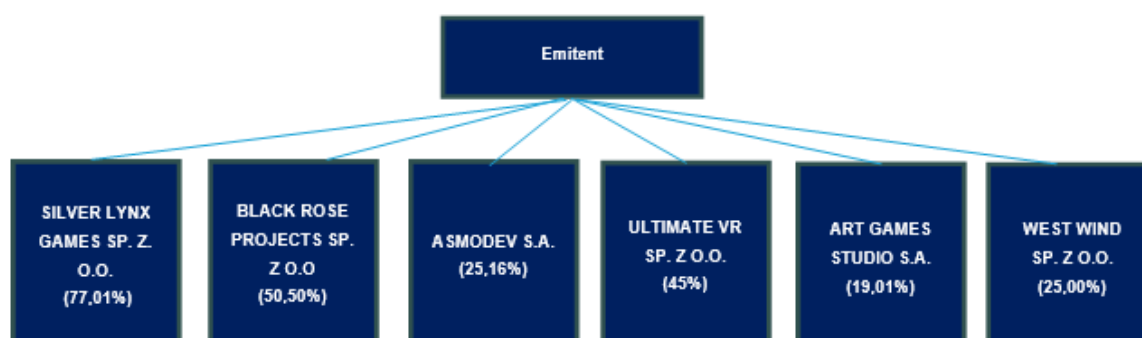 Emitent
SILVER LYNX
GAMES SP. Z.
O.O.
(77,01%)
BLACK ROSE
PROJECTS SP.
Z O.O
(50,50%)
ASMODEV S.A.
(25,16%)
ULTIMATE VR
SP. Z O.O.
(45%)
ART GAMES
STUDIO S.A.
(19,01%)
WEST WIND
SP. Z O.O.
(25,00%)